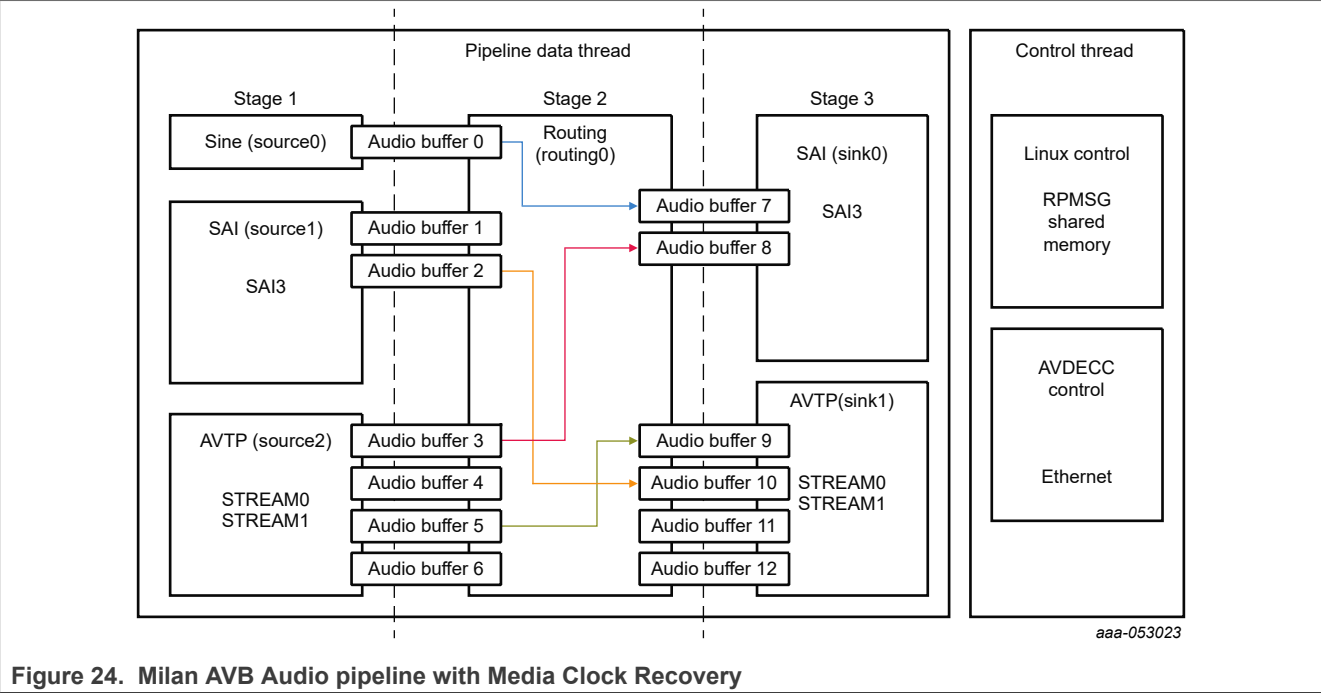 Pipeline data thread
Control thread
Stage 1
Stage 2
Stage 3
Sine (source0)
Audio buffer 0
Routing
(routing0)
SAI (sink0)
SAI3
Audio buffer 7
Audio buffer 8
SAI (source1)
SAI3
Audio buffer 1
Audio buffer 2
AVTP (source2)
STREAM0
STREAM1
Audio buffer 3
Audio buffer 4
Audio buffer 5
Audio buffer 6
AVTP(sink1)
Audio buffer 9
Audio buffer 10
Audio buffer 11
Audio buffer 12
STREAM0
STREAM1
Linux control
RPMSG
shared
memory
AVDECC
control
Ethernet
aaa-053023
Figure 24. Milan AVB Audio pipeline with Media Clock Recovery